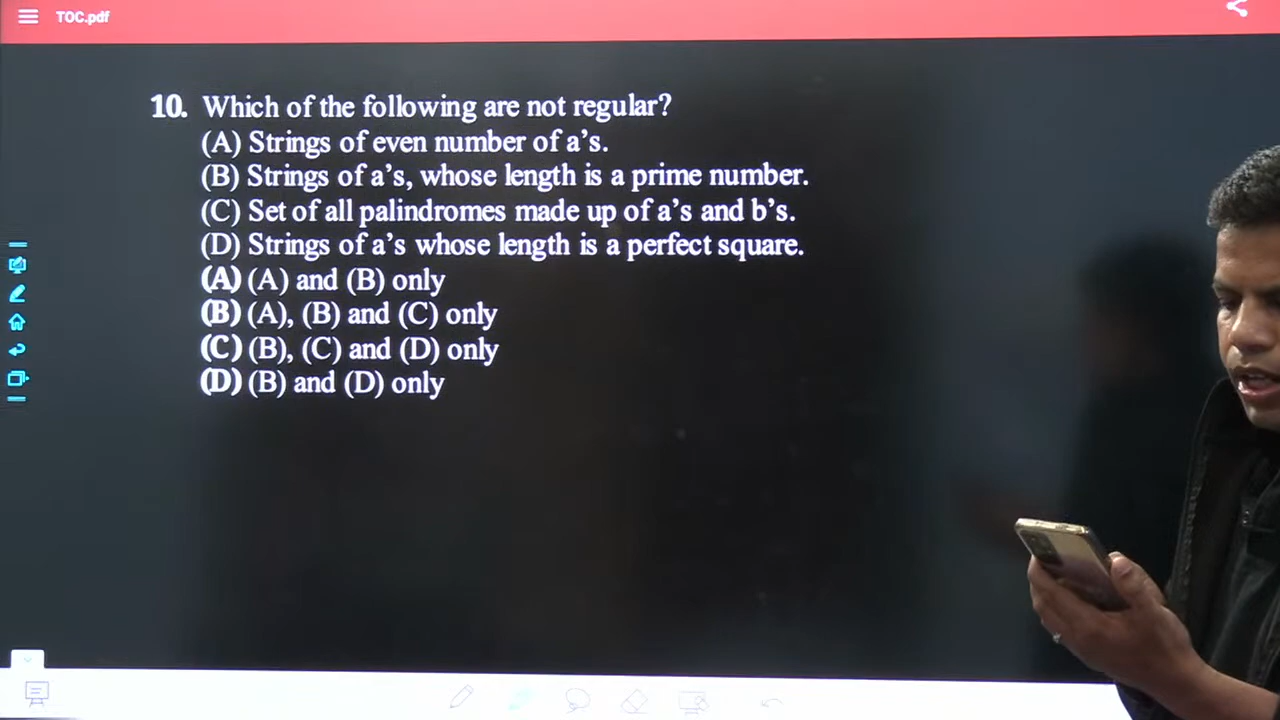 TOC.pdf
10. Which of the following are not regular?
(A) Strings of even number of a's.
(B) Strings of a's, whose length is a prime number.
(C) Set of all palindromes made up of a's and b's.
(D) Strings of a's whose length is a perfect square.
(A) (A) and (B) only
(B) (A), (B) and (C) only
(C) (B), (C) and (D) only
(D) (B) and (D) only